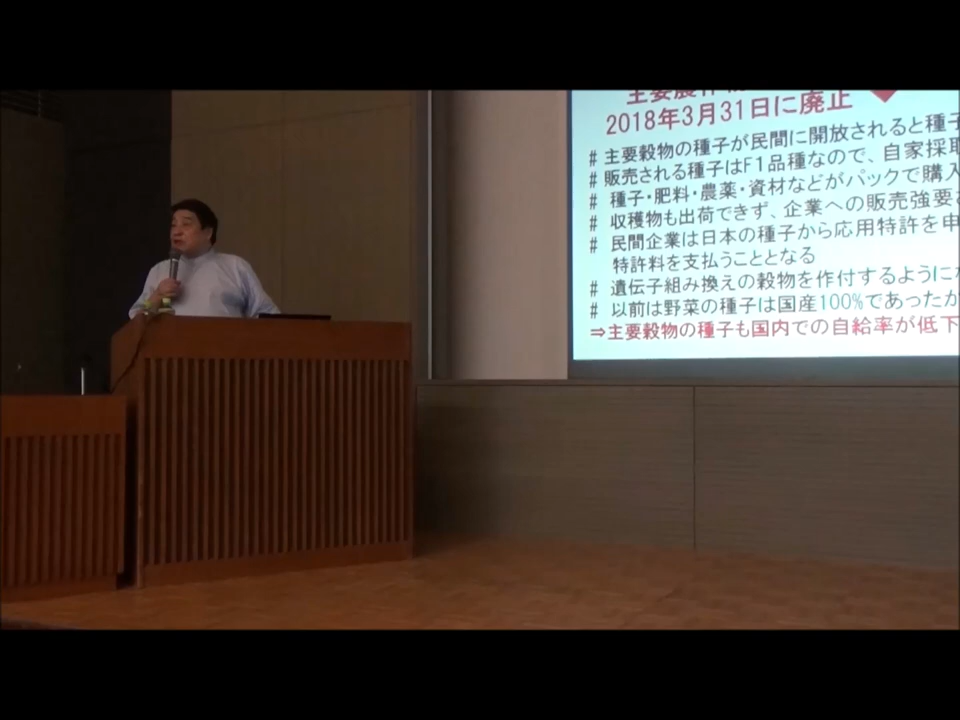 主要農作物
2018年3月31日に廃止
# 主要穀物の種子が民間に開放されると種子
# 販売される種子はF1品種なので、自家採取
# 種子・肥料・農薬・資材などがパックで購入
# 収穫物も出荷できず、企業への販売強要
# 民間企業は日本の種子から応用特許を申
特許料を支払うこととなる
# 遺伝子組み換えの穀物を作付するように
# 以前は野菜の種子は国産100%であったか
⇒主要穀物の種子も国内での自給率が低下